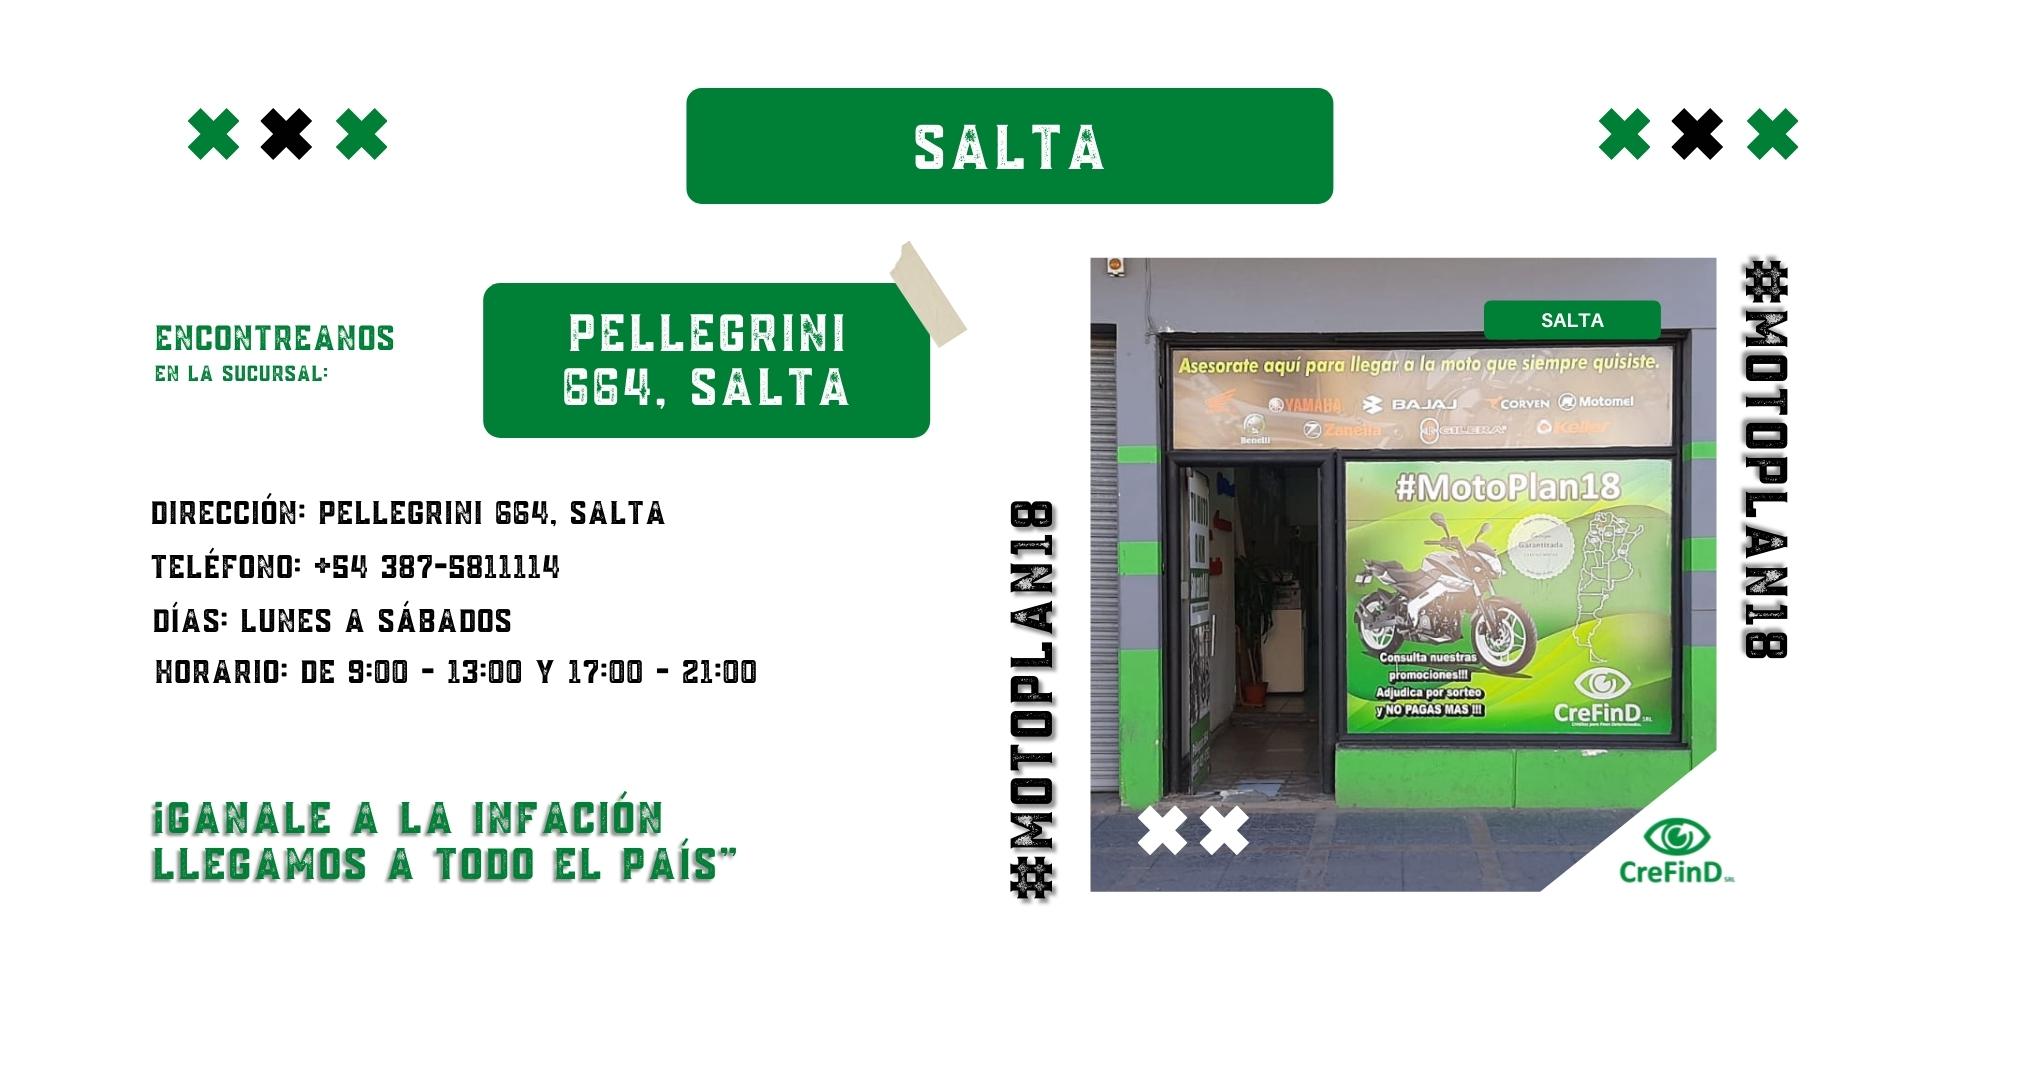 SALTA
ENCONTREANOS
EN LA SUCURSAL:
PELLEGRINI
664, SALTA
DIRECCIÓN: PELLEGRINI 664, SALTA
TELÉFONO: +54 387-5811114
DÍAS: LUNES A SÁBADOS
HORARIO: DE 9:00 - 13:00 Y 17:00 - 21:00
¡GANALE A LA INFACIÓN
LLEGAMOS A TODO EL PAÍS”
#MOTOPLAN18
SALTA
Asesorate aquí para llegar a la moto que siempre quisiste.
YAMAHA BAJAJ CORVEN Motomel
Benelli Zanella GILERA Keller
#MotoPlan18
Garantizada
Consulta nuestras
promociones!!!
Adjudica por sorteo
y NO PAGAS MAS !!!
CreFinD SRL
#MOTOPLAN18
CreFinD SRL